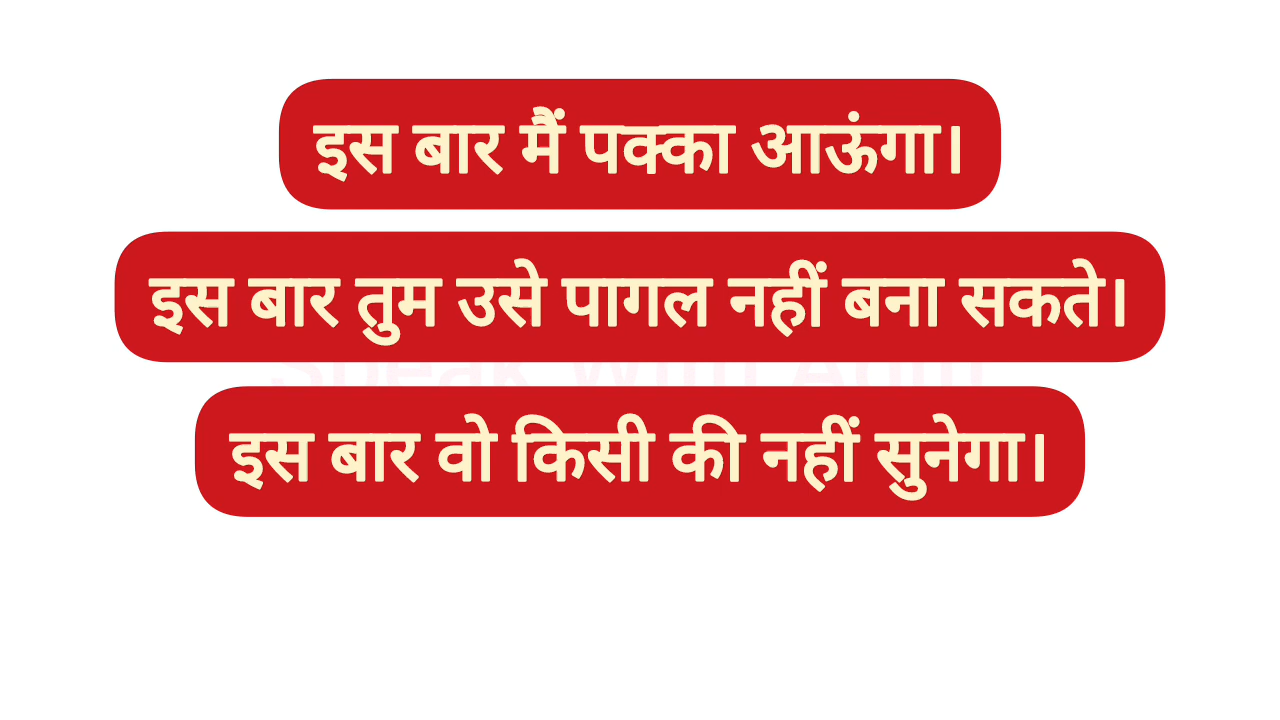 इस बार मैं पक्का आऊंगा।
इस बार तुम उसे पागल नहीं बना सकते।
इस बार वो किसी की नहीं सुनेगा।